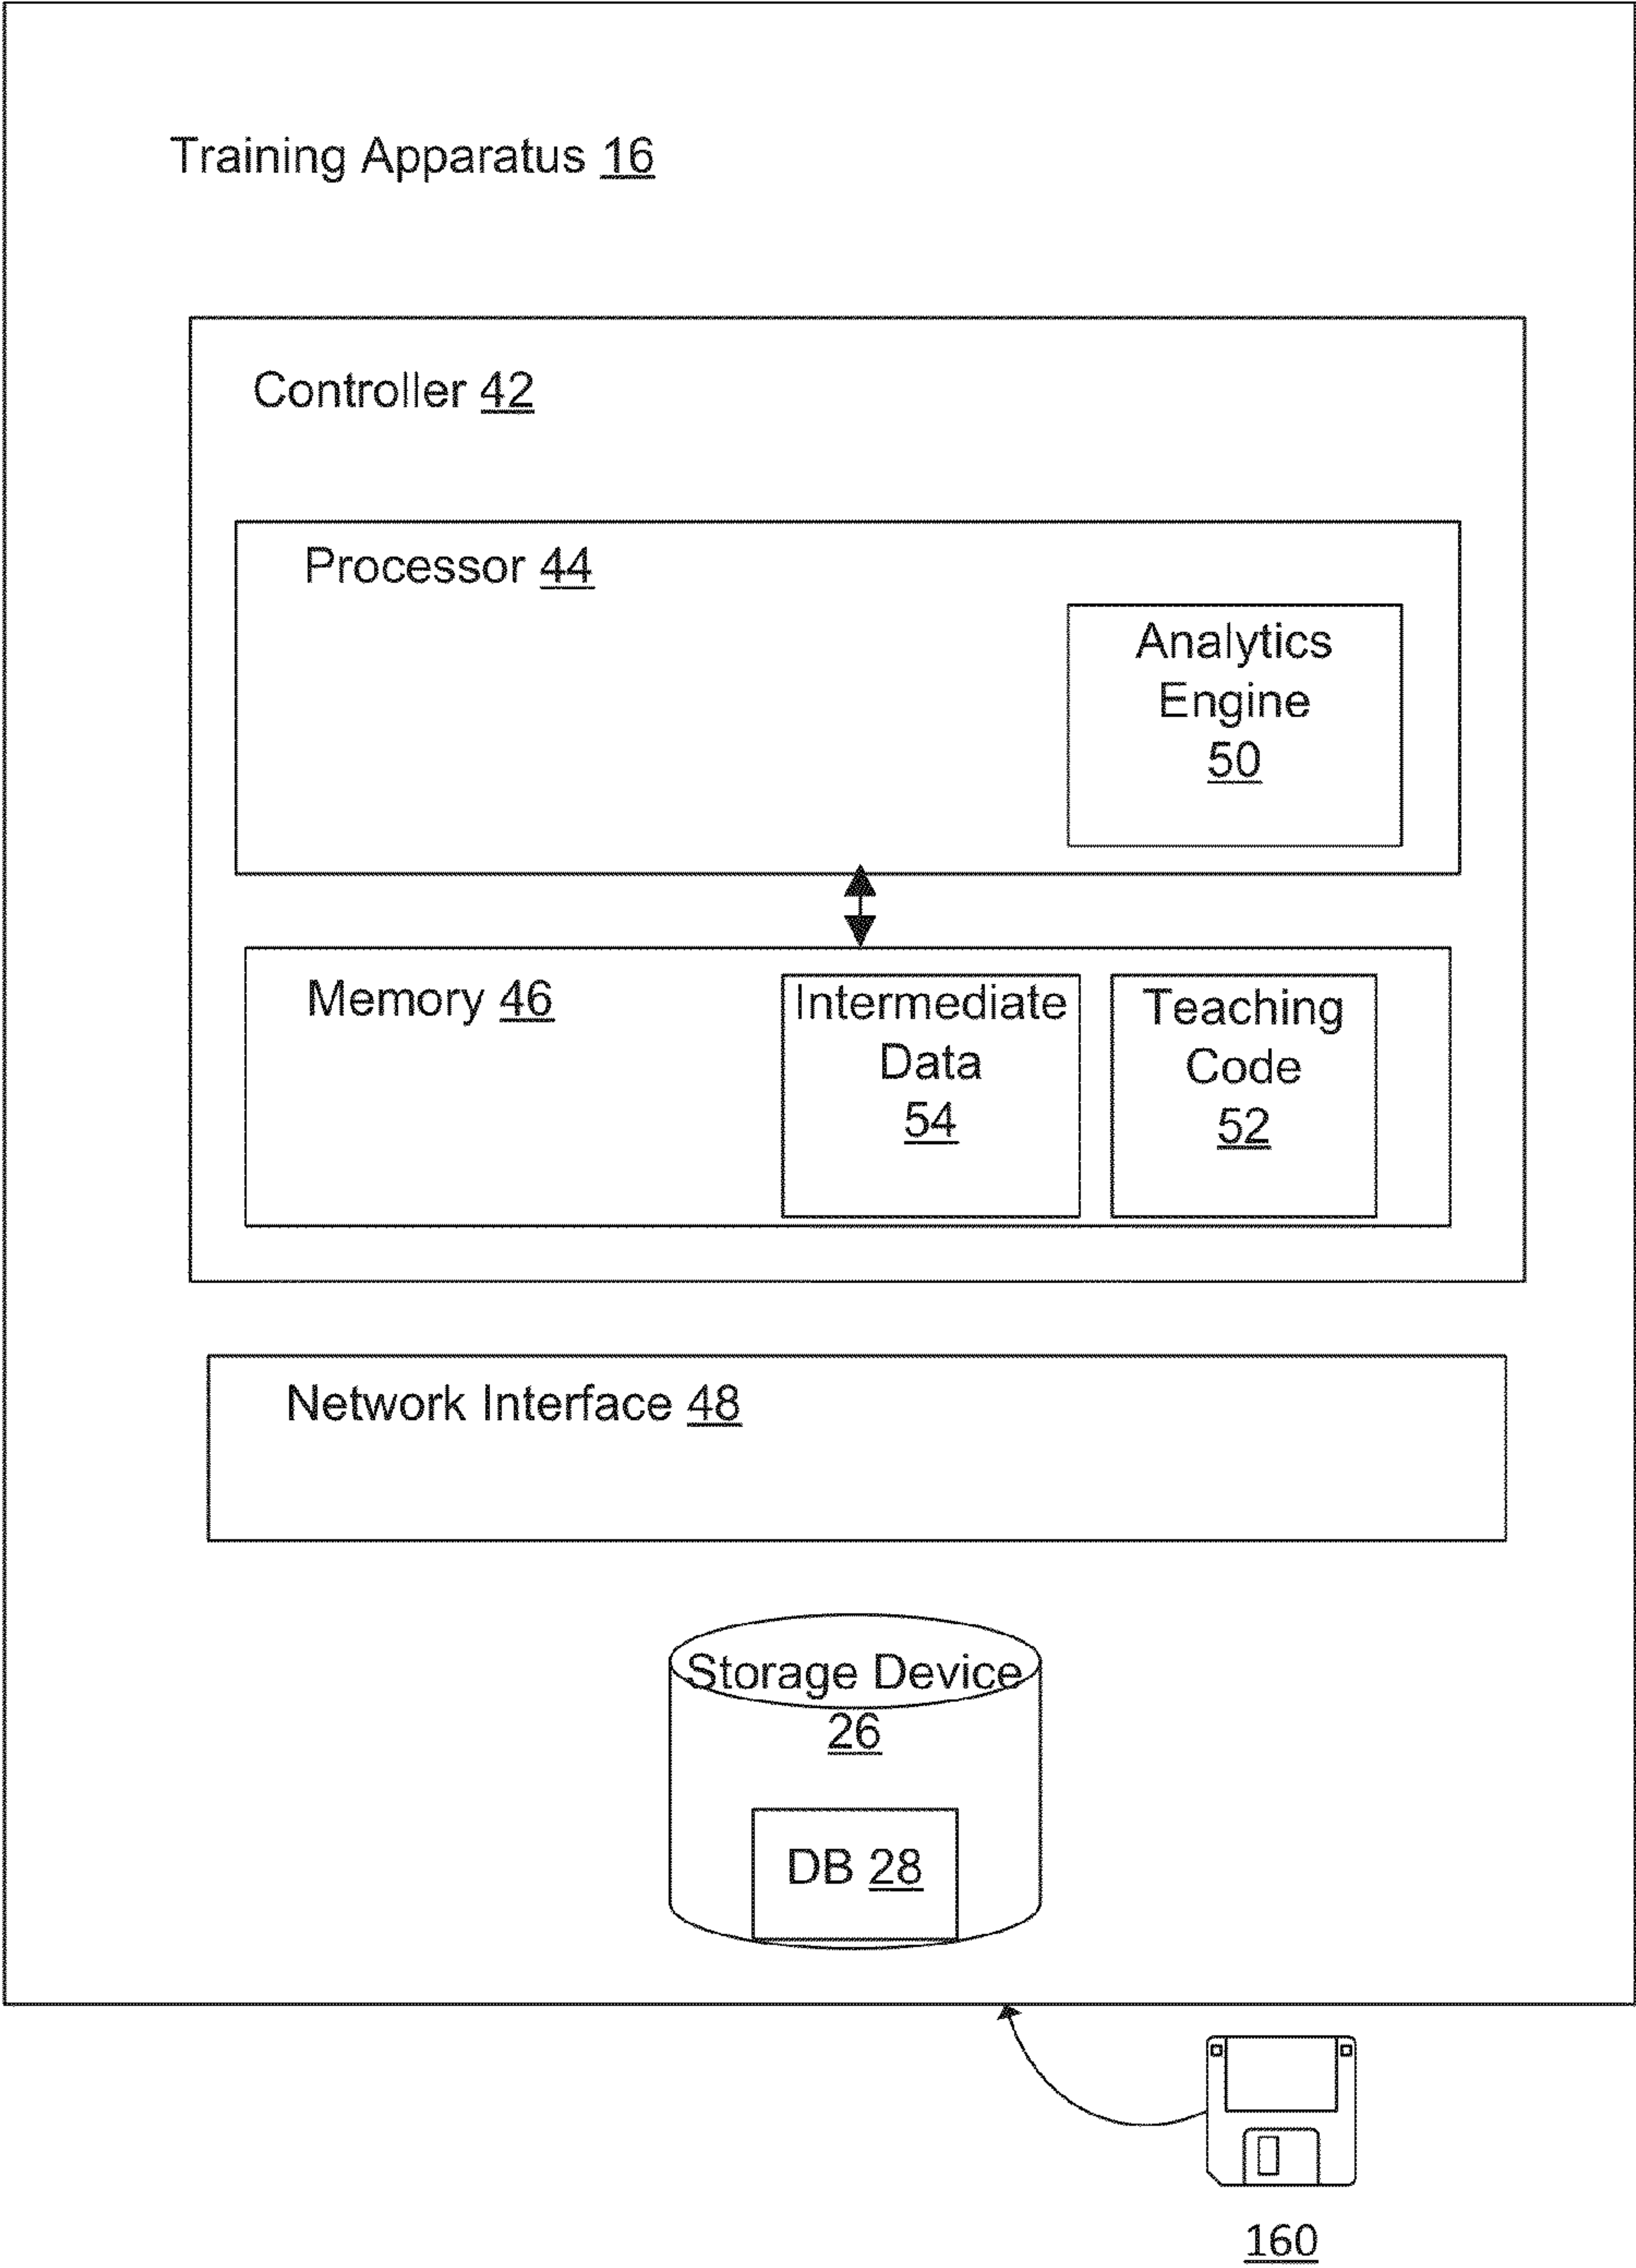 Training Apparatus 16
Controller 42
Processor 44
Analytics
Engine
50
Memory 46
Intermediate
Data
54
Teaching
Code
52
Network Interface 48
Storage Device
26
DB 28
160